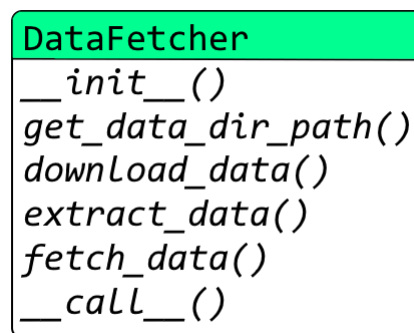 DataFetcher
__init__()
get_data_dir_path()
download_data()
extract_data()
fetch_data()
__call__()